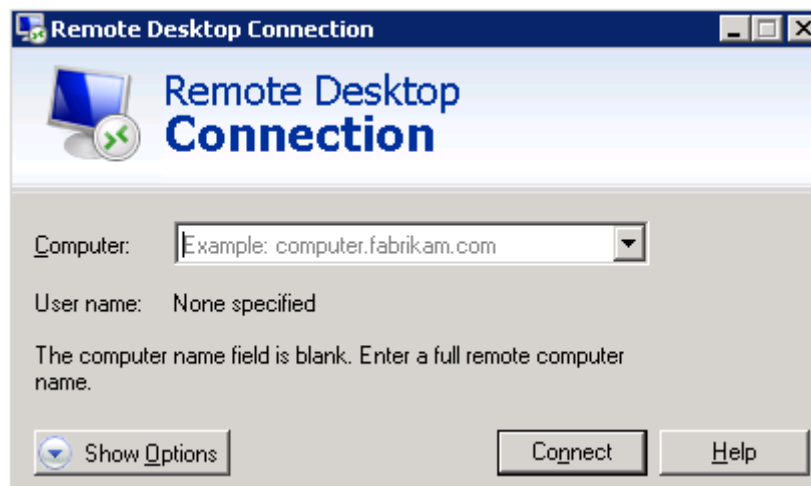 Remote Desktop Connection
Remote Desktop
Connection
Computer: Example: computer.fabrikam.com
User name: None specified
The computer name field is blank. Enter a full remote computer
name.
Show Options Connect Help